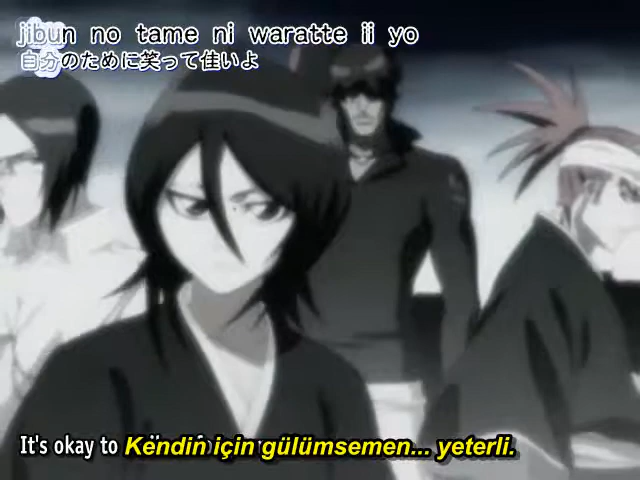 jibun no tame ni waratte ii yo
自分のために笑って佳いよ
It's okay to
Kendin için gülümsemen... yeterli.